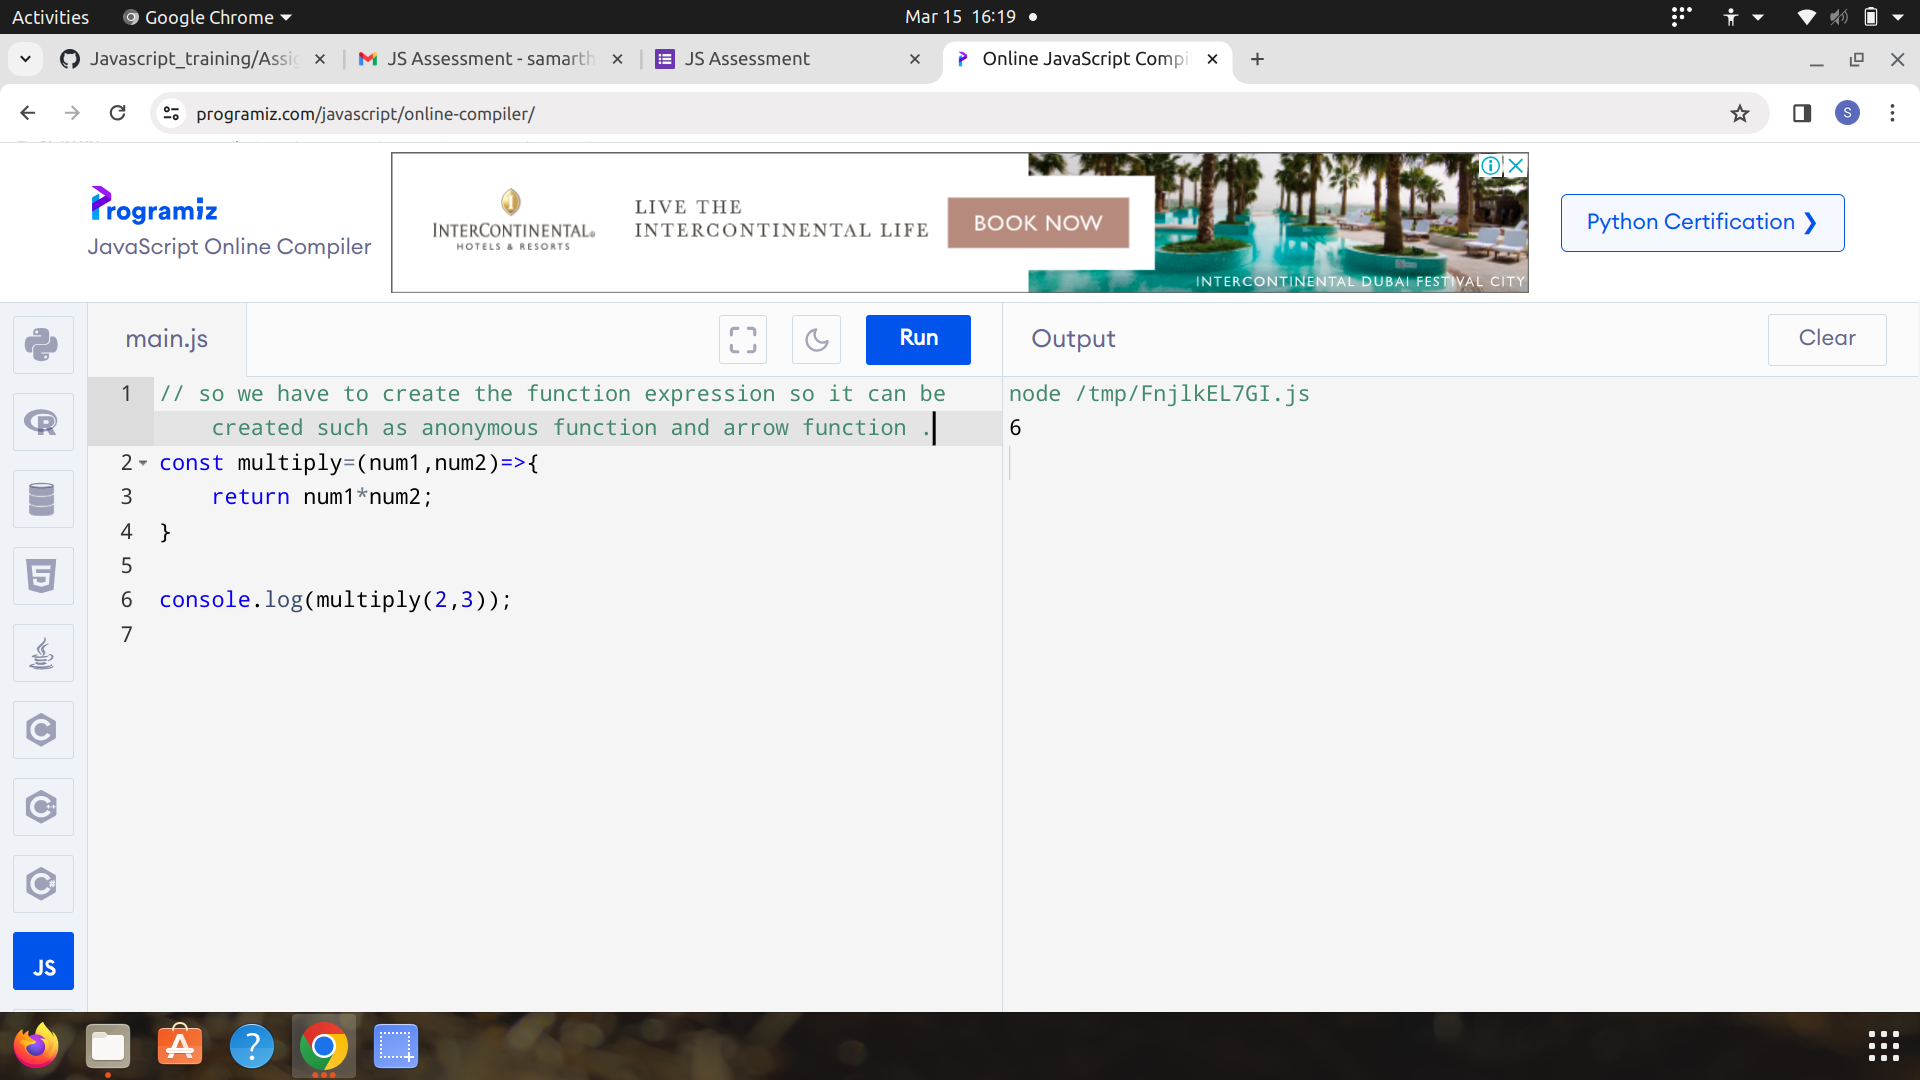 Activities
Google Chrome
Mar 15 16:19
Javascript_training/Assig
JS Assessment - samarth
JS Assessment
Online JavaScript Compi
programiz.com/javascript/online-compiler/
S
Programiz
JavaScript Online Compiler
INTERCONTINENTAL®
HOTELS & RESORTS
LIVE THE
INTERCONTINENTAL LIFE
BOOK NOW
INTERCONTINENTAL DUBAI FESTIVAL CITY
Python Certification ❯
main.js
Run
Output
Clear
1 // so we have to create the function expression so it can be
created such as anonymous function and arrow function .
2 const multiply=(num1,num2)=>{
3 return num1*num2;
4 }
5
6 console.log(multiply(2,3));
7
node /tmp/FnjlkEL7GI.js
6
R
5
C
C++
C#
JS